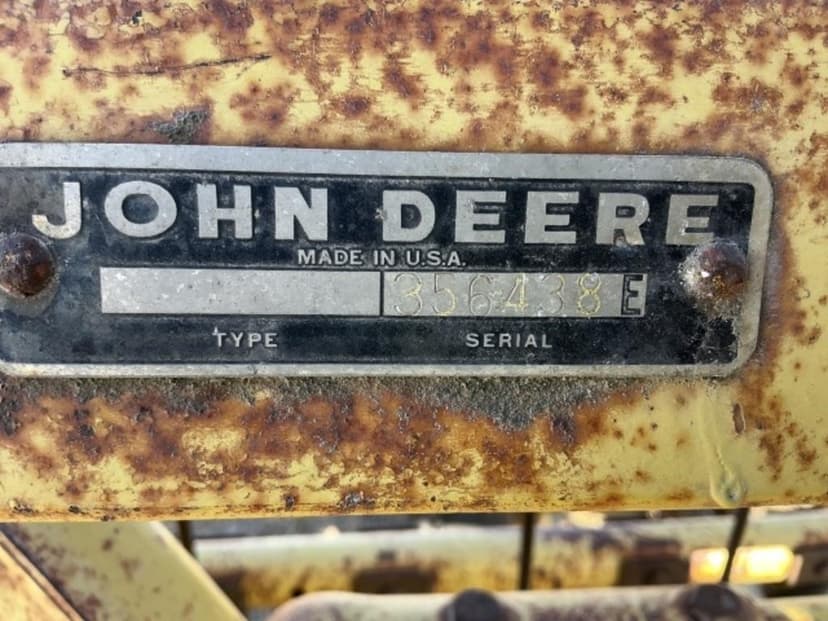 JOHN DEERE
MADE IN U.S.A.
356438 E
TYPE SERIAL